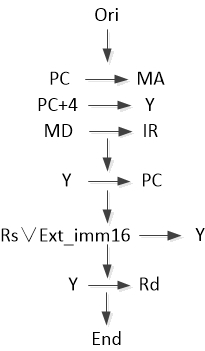 Ori
PC → MA
PC+4 → Y
MD → IR
Y → PC
Rs∨Ext_imm16 → Y
Y → Rd
End